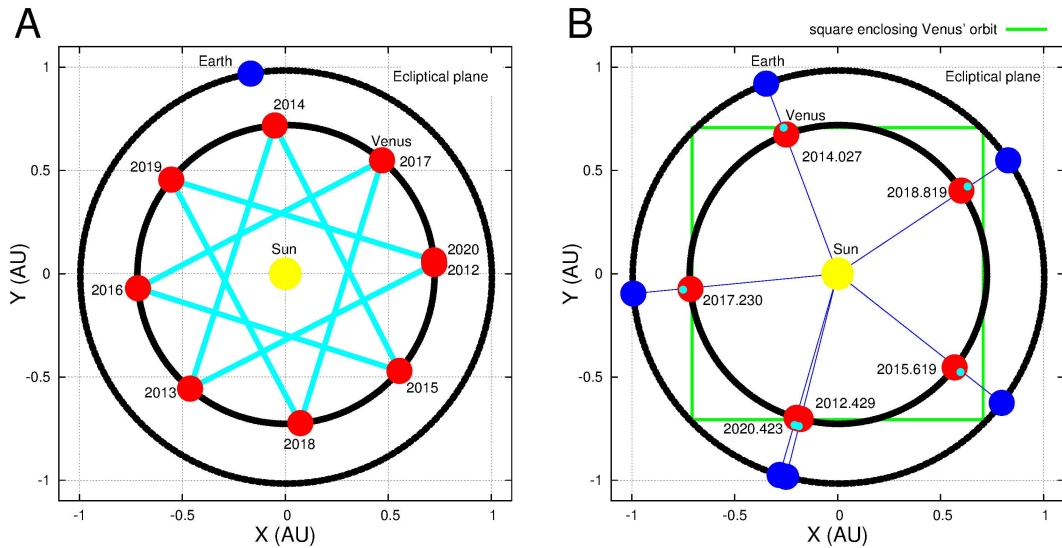 A
Earth
Ecliptical plane
2014
Venus
2017
2019
Sun
2020
2012
2016
2013
2015
2018
Y (AU)
1
0.5
0
-0.5
-1
-1
-0.5
0
0.5
1
X (AU)
B
square enclosing Venus' orbit
Earth
Ecliptical plane
Venus
2014.027
2018.819
Sun
2017.230
2015.619
2012.429
2020.423
Y (AU)
1
0.5
0
-0.5
-1
-1
-0.5
0
0.5
1
X (AU)